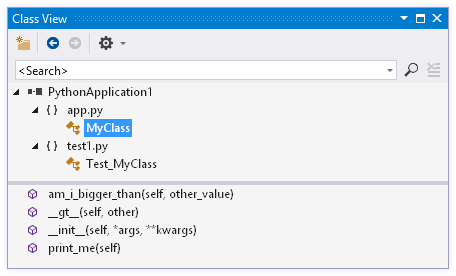 Class View
<Search>
PythonApplication1
{ } app.py
MyClass
{ } test1.py
Test_MyClass
am_i_bigger_than(self, other_value)
__gt__(self, other)
__init__(self, *args, **kwargs)
print_me(self)